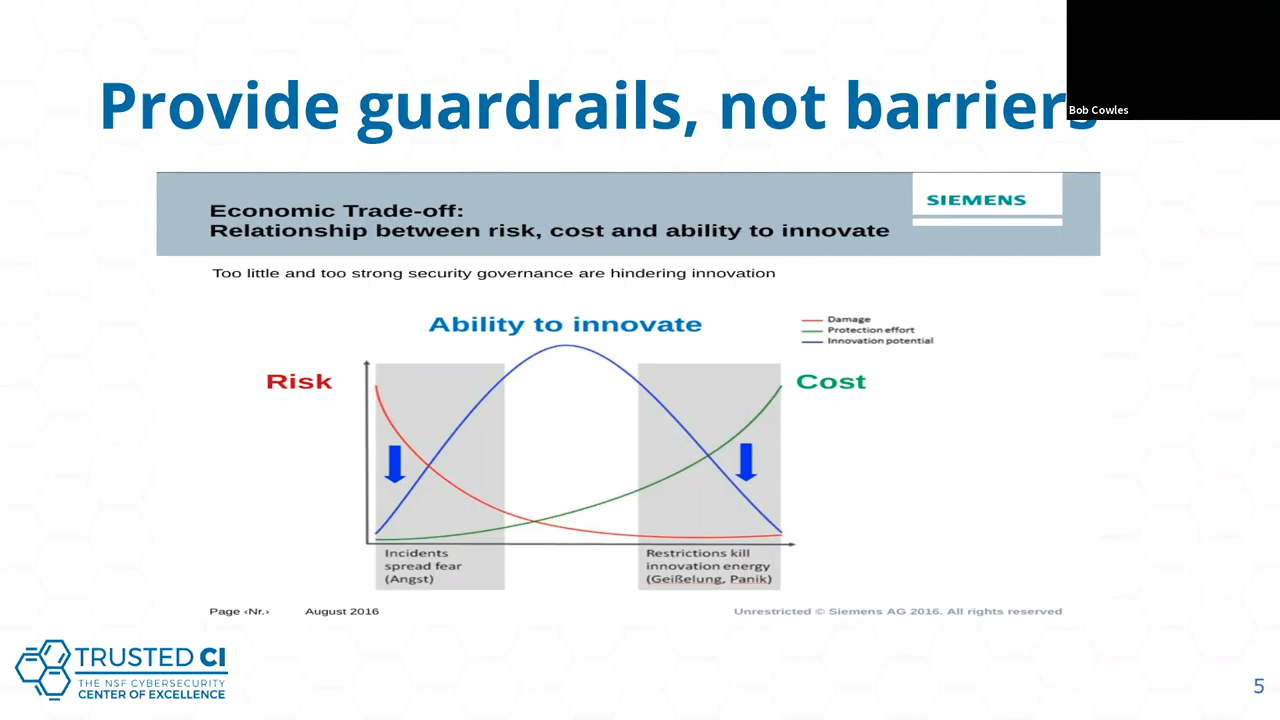 Provide guardrails, not barriers
Bob Cowles
SIEMENS
Economic Trade-off:
Relationship between risk, cost and ability to innovate
Too little and too strong security governance are hindering innovation
Ability to innovate
Damage
Protection effort
Innovation potential
Risk
Cost
Incidents
spread fear
(Angst)
Restrictions kill
innovation energy
(Geißelung, Panik)
Page ‹Nr.›
August 2016
Unrestricted © Siemens AG 2016. All rights reserved
TRUSTED CI
THE NSF CYBERSECURITY
CENTER OF EXCELLENCE
5